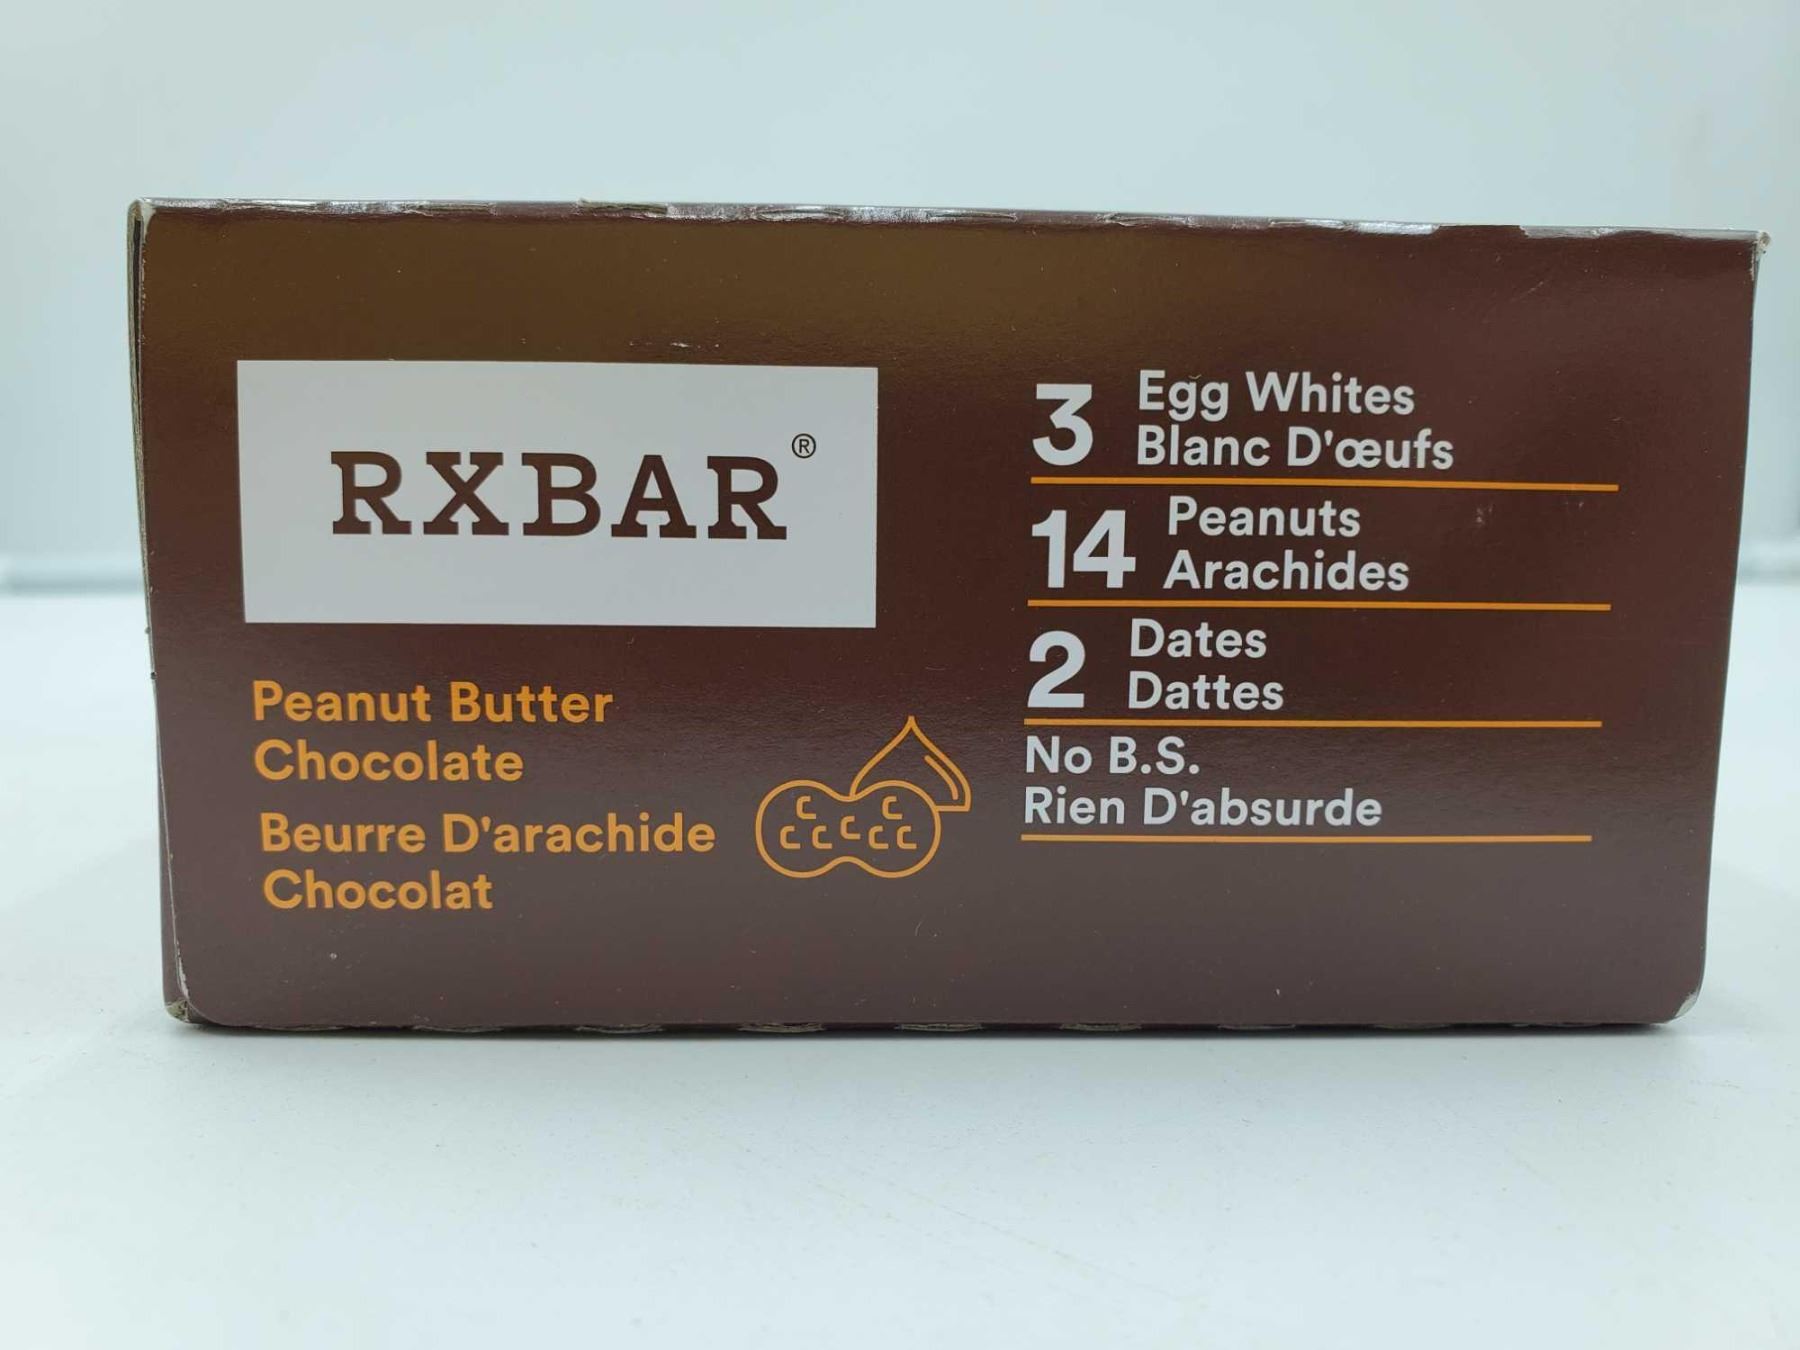 RXBAR®
Peanut Butter
Chocolate
Beurre D'arachide
Chocolat
3 Egg Whites
Blanc D'œufs
14 Peanuts
Arachides
2 Dates
Dattes
No B.S.
Rien D'absurde